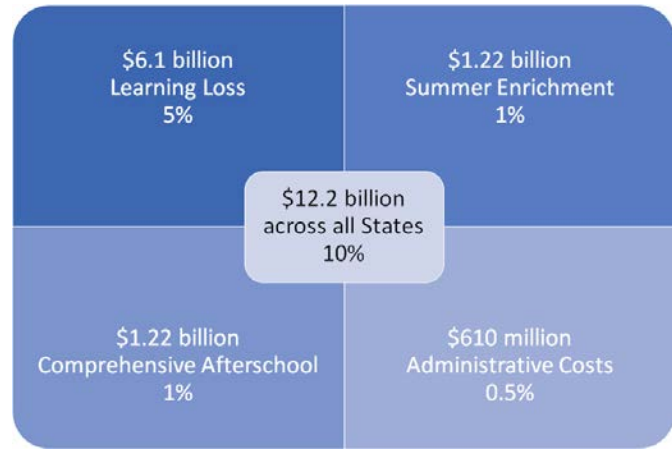 $6.1 billion
Learning Loss
5%
$1.22 billion
Summer Enrichment
1%
$12.2 billion
across all States
10%
$1.22 billion
Comprehensive Afterschool
1%
$610 million
Administrative Costs
0.5%